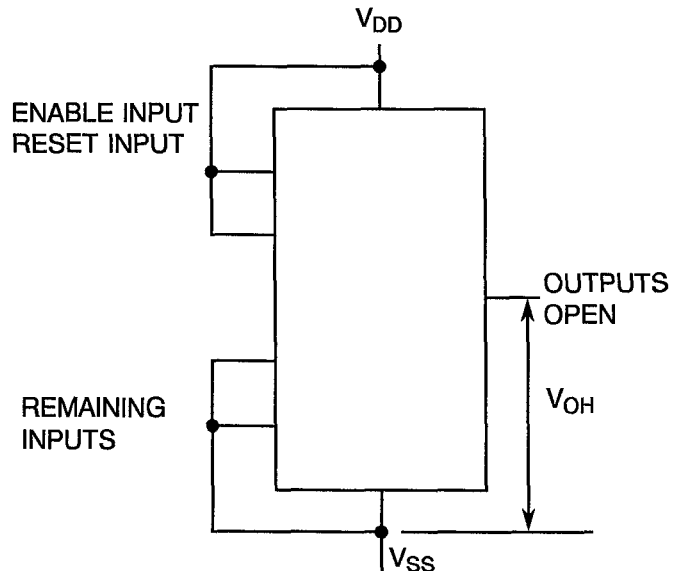 VDD
ENABLE INPUT
RESET INPUT
OUTPUTS
OPEN
VOH
REMAINING
INPUTS
VSS